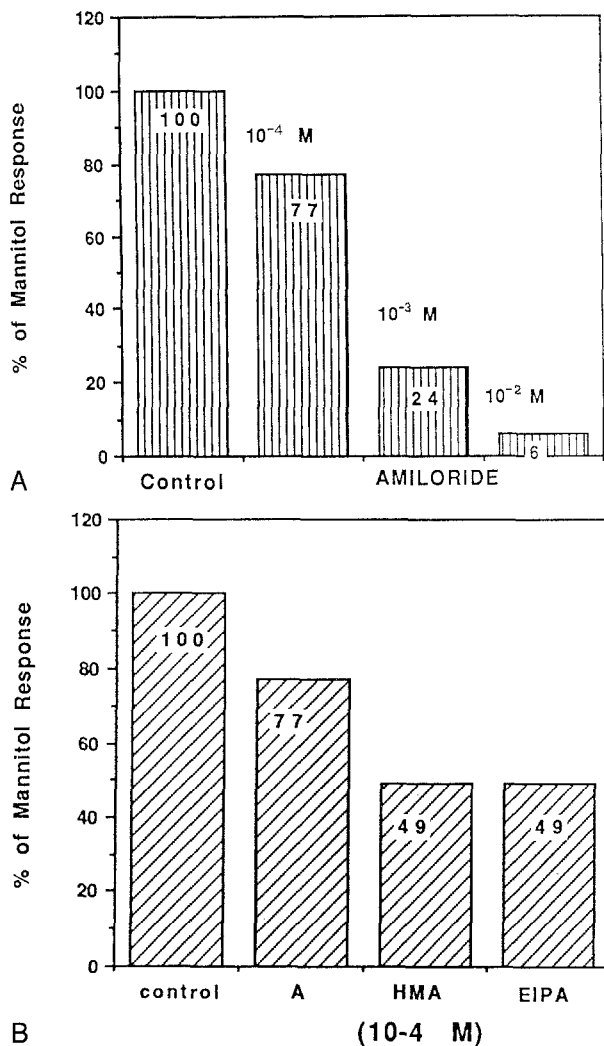 120
100
80
60
40
20
0
% of Mannitol Response
100
10⁻⁴ M
77
10⁻³ M
24
10⁻² M
6
A
Control
AMILORIDE
120
100
80
60
40
20
0
% of Mannitol Response
100
77
49
49
control
A
HMA
EIPA
B
(10-4 M)